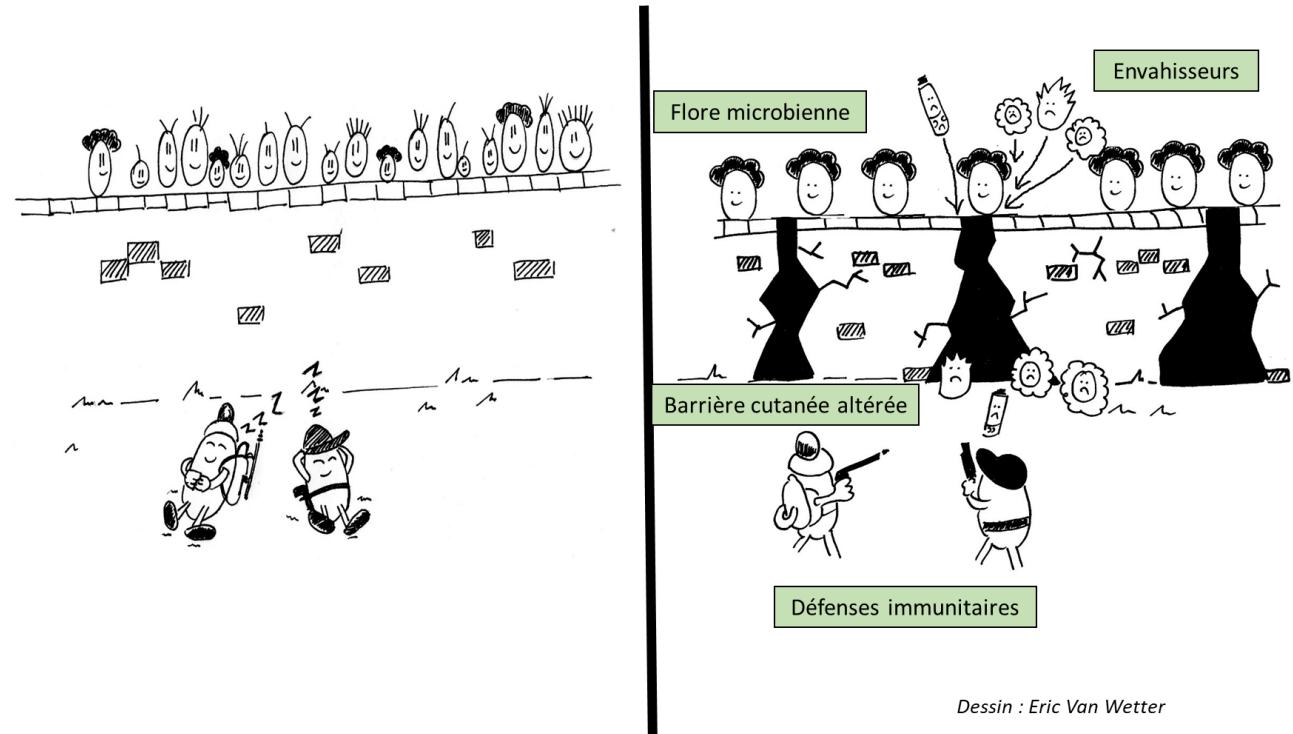 Envahisseurs
Flore microbienne
z
z
z
z
z
z
Barrière cutanée altérée
Défenses immunitaires
Dessin : Eric Van Wetter